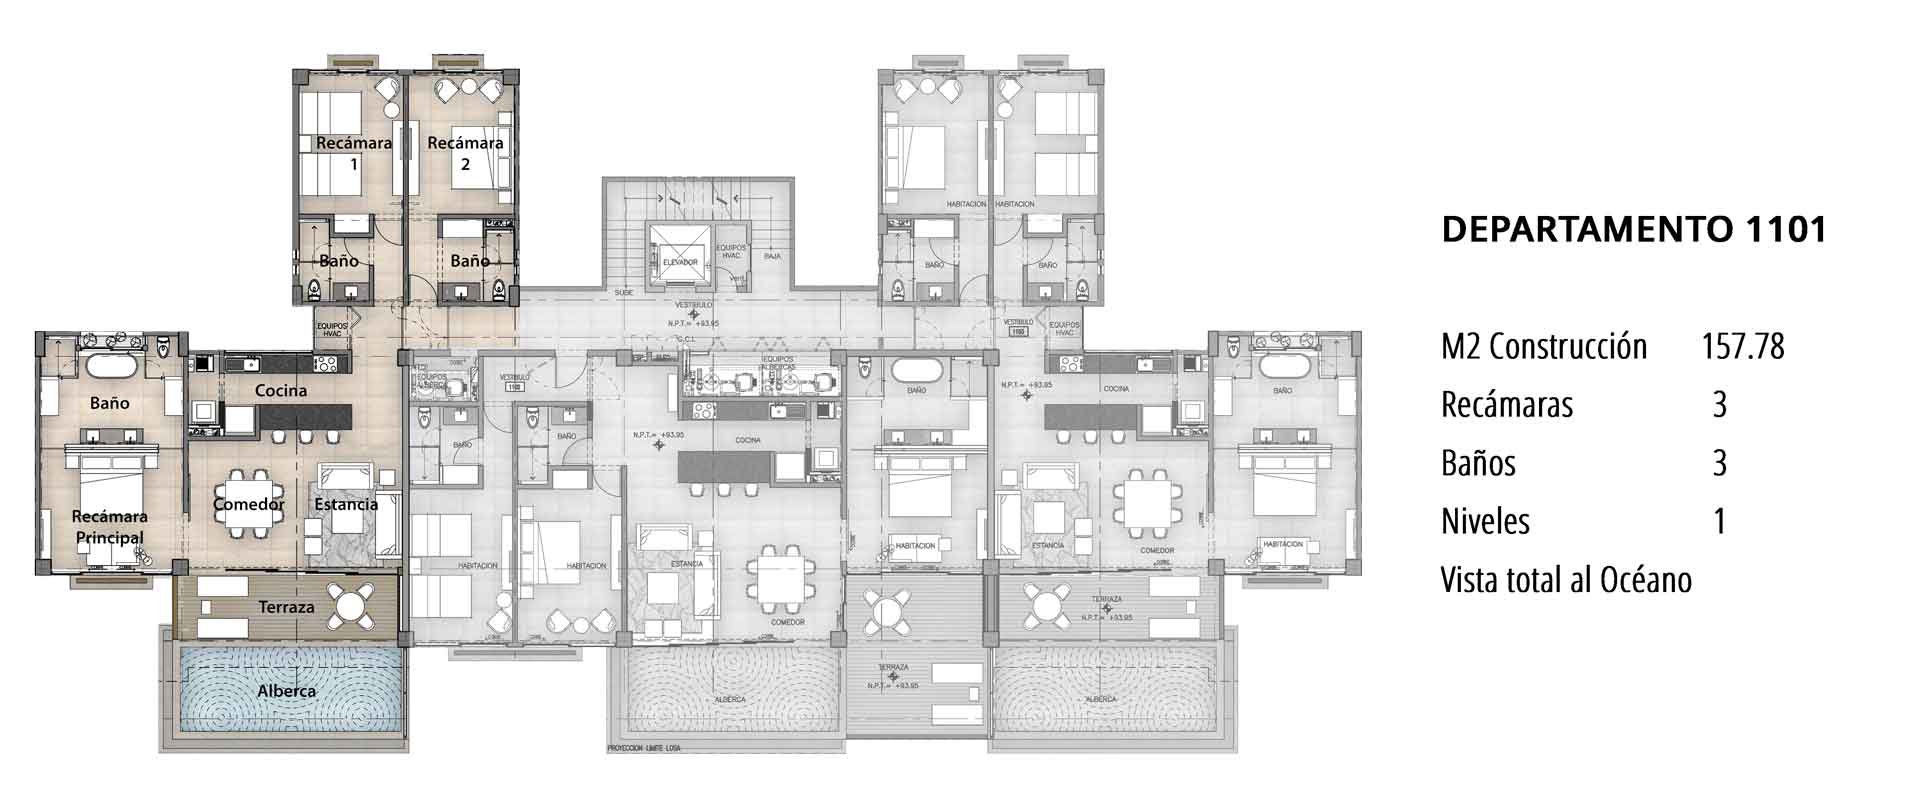 Recámara
1
Recámara
2
Baño
Baño
EQUIPOS
HVAC
Cocina
Baño
Comedor
Estancia
Recámara
Principal
Terraza
Alberca
SUBE
ELEVADOR
EQUIPOS
HVAC.
BAJA
VESTIBULO
N.P.T.= +93.95
EQUIPOS
ALBERCA
VESTIBULO
BAÑO
BAÑO
HABITACION
HABITACION
EQUIPOS
ALBERCAS
N.P.T.= +93.95
COCINA
ESTANCIA
COMEDOR
BAÑO
HABITACION
TERRAZA
N.P.T.= +93.95
ALBERCA
PROYECCION LIMITE LOSA
HABITACION
HABITACION
BAÑO
BAÑO
VESTIBULO
EQUIPOS
HVAC
N.P.T.= +93.95
COCINA
ESTANCIA
COMEDOR
BAÑO
HABITACION
TERRAZA
N.P.T.= +93.95
ALBERCA
DEPARTAMENTO 1101
M2 Construcción 157.78
Recámaras 3
Baños 3
Niveles 1
Vista total al Océano